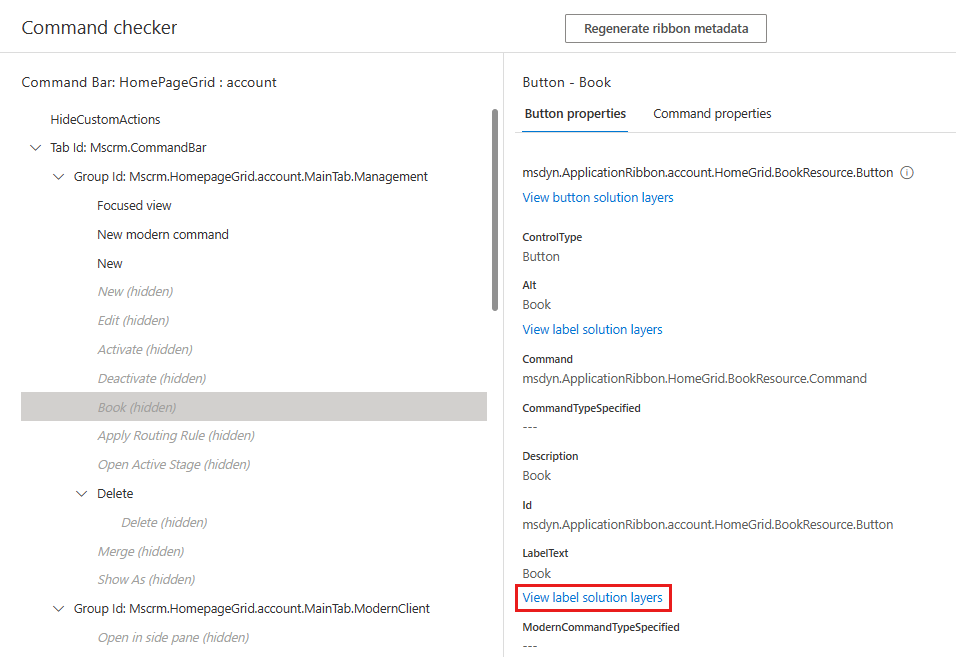 Command checker
Regenerate ribbon metadata
Command Bar: HomePageGrid : account
HideCustomActions
Tab Id: Mscrm.CommandBar
Group Id: Mscrm.HomepageGrid.account.MainTab.Management
Focused view
New modern command
New
New (hidden)
Edit (hidden)
Activate (hidden)
Deactivate (hidden)
Book (hidden)
Apply Routing Rule (hidden)
Open Active Stage (hidden)
Delete
Delete (hidden)
Merge (hidden)
Show As (hidden)
Group Id: Mscrm.HomepageGrid.account.MainTab.ModernClient
Open in side pane (hidden)
Button - Book
Button properties
Command properties
msdyn.ApplicationRibbon.account.HomeGrid.BookResource.Button
View button solution layers
ControlType
Button
Alt
Book
View label solution layers
Command
msdyn.ApplicationRibbon.HomeGrid.BookResource.Command
CommandTypeSpecified
---
Description
Book
Id
msdyn.ApplicationRibbon.account.HomeGrid.BookResource.Button
LabelText
Book
View label solution layers
ModernCommandTypeSpecified
---